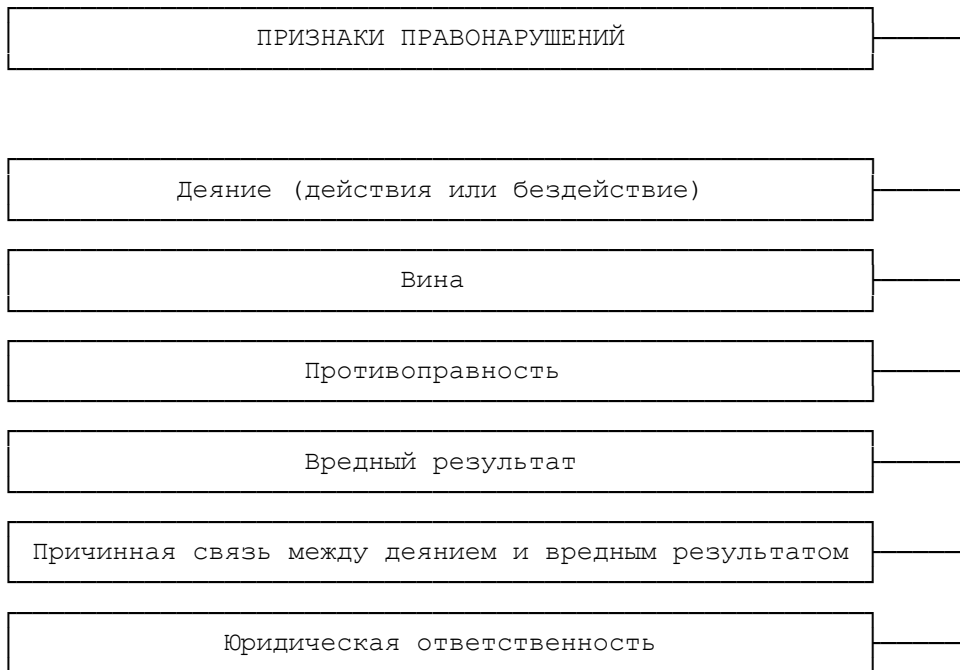 ПРИЗНАКИ ПРАВОНАРУШЕНИЙ
Деяние (действия или бездействие)
Вина
Противоправность
Вредный результат
Причинная связь между деянием и вредным результатом
Юридическая ответственность